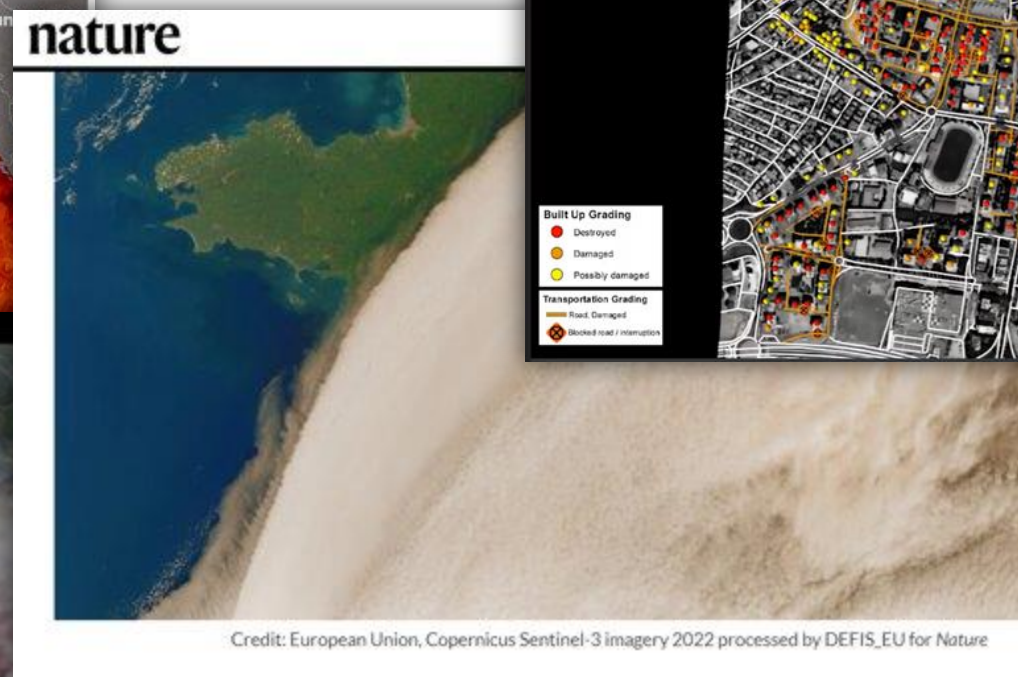 nature
Built Up Grading
Destroyed
Damaged
Possibly damaged
Transportation Grading
Road, Damaged
Blocked road / interruption
Credit: European Union, Copernicus Sentinel-3 imagery 2022 processed by DEFIS_EU for Nature